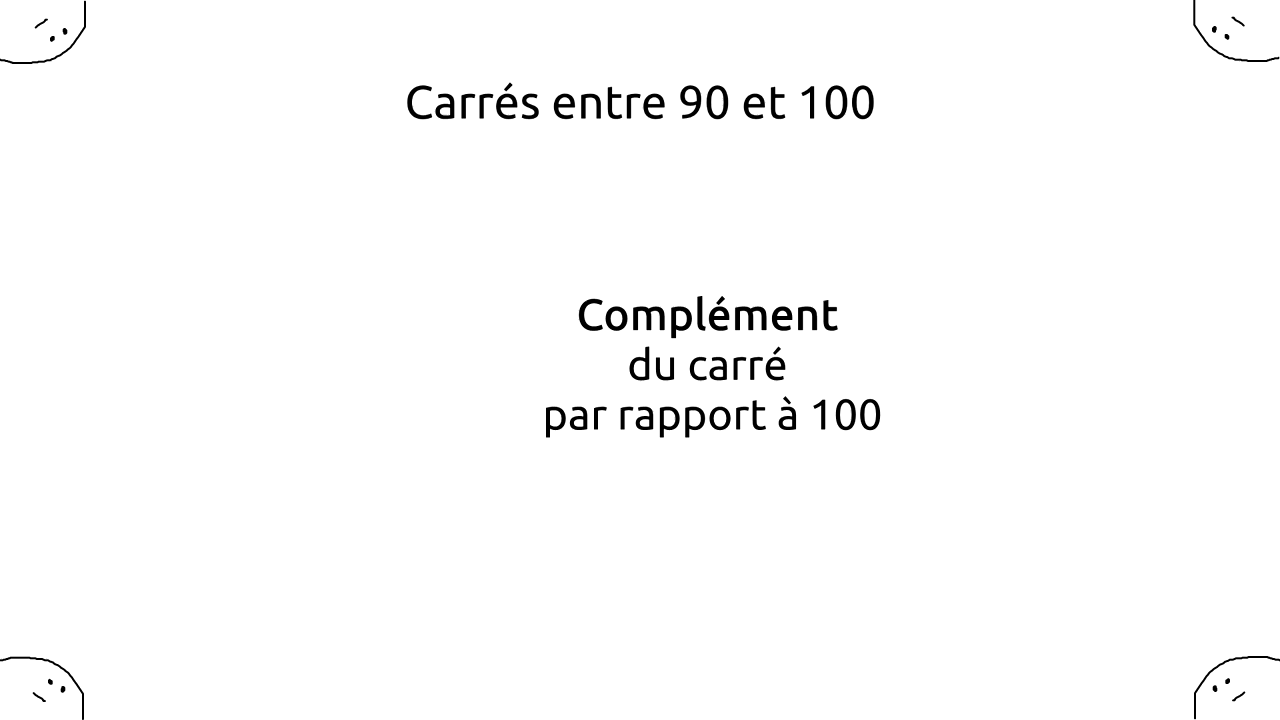 Carrés entre 90 et 100
Complément
du carré
par rapport à 100